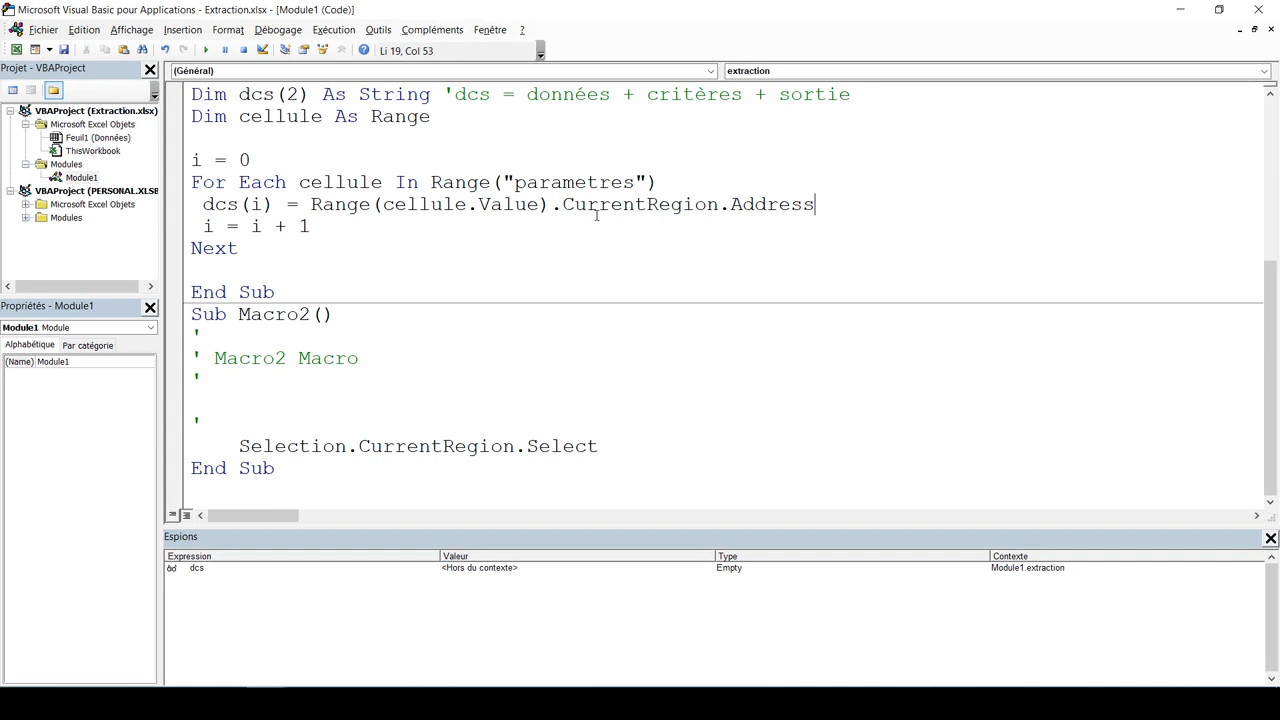 Microsoft Visual Basic pour Applications - Extraction.xlsx - [Module1 (Code)]
Fichier Edition Affichage Insertion Format Débogage Exécution Outils Compléments Fenêtre ?
Li 19, Col 53
Projet - VBAProject
(Général)
extraction
VBAProject (Extraction.xlsx)
Microsoft Excel Objets
Feuil1 (Données)
ThisWorkbook
Modules
Module1
VBAProject (PERSONAL.XLSB
Microsoft Excel Objets
Modules
Propriétés - Module1
Module1 Module
Alphabétique Par catégorie
(Name) Module1
Dim dcs(2) As String 'dcs = données + critères + sortie
Dim cellule As Range
i = 0
For Each cellule In Range("parametres")
dcs(i) = Range(cellule.Value).CurrentRegion.Address
i = i + 1
Next
End Sub
Sub Macro2()
'
' Macro2 Macro
'
'
Selection.CurrentRegion.Select
End Sub
Espions
Expression Valeur Type Contexte
dcs <Hors du contexte> Empty Module1.extraction